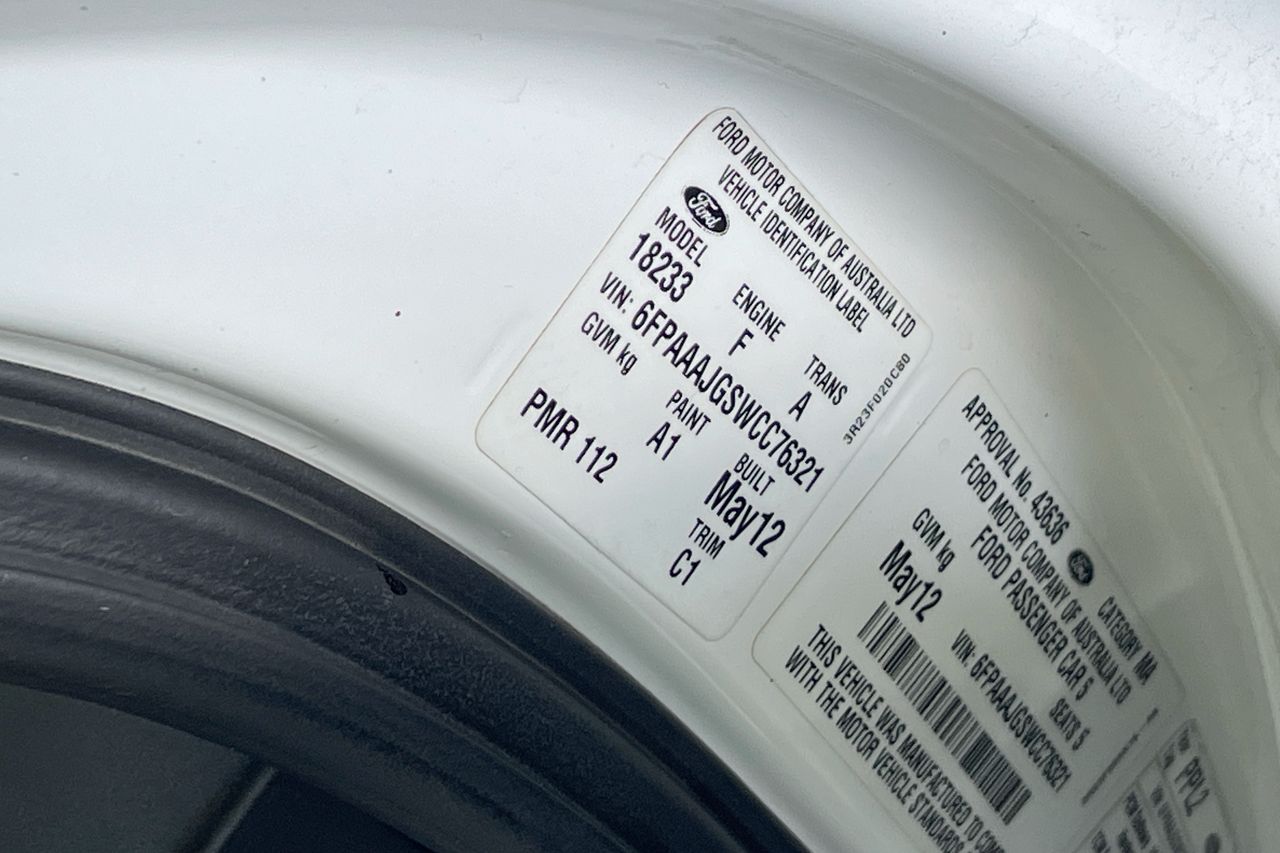 FORD MOTOR COMPANY OF AUSTRALIA LTD
VEHICLE IDENTIFICATION LABEL
Ford
MODEL ENGINE TRANS
18233 F A
VIN: 6FPAAAJGSWCC76321
GVM kg PAINT BUILT
A1 May12
PMR 112 TRIM
C1
3R23F020C80
APPROVAL No. 43636 Ford CATEGORY MA
FORD MOTOR COMPANY OF AUSTRALIA LTD
FORD PASSENGER CAR 5
GVM kg SEATS 5
May12 VIN: 6FPAAAJGSWCC76321
THIS VEHICLE WAS MANUFACTURED TO
WITH THE MOTOR VEHICLE STANDARDS